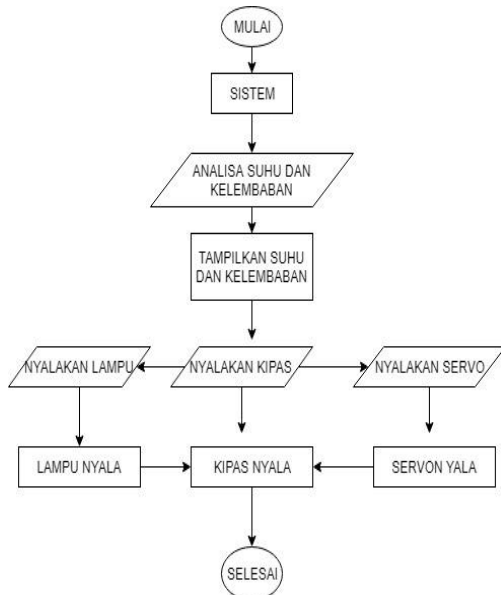 MULAI
SISTEM
ANALISA SUHU DAN
KELEMBABAN
TAMPILKAN SUHU
DAN KELEMBABAN
NYALAKAN LAMPU
NYALAKAN KIPAS
NYALAKAN SERVO
LAMPU NYALA
KIPAS NYALA
SERVON YALA
SELESAI